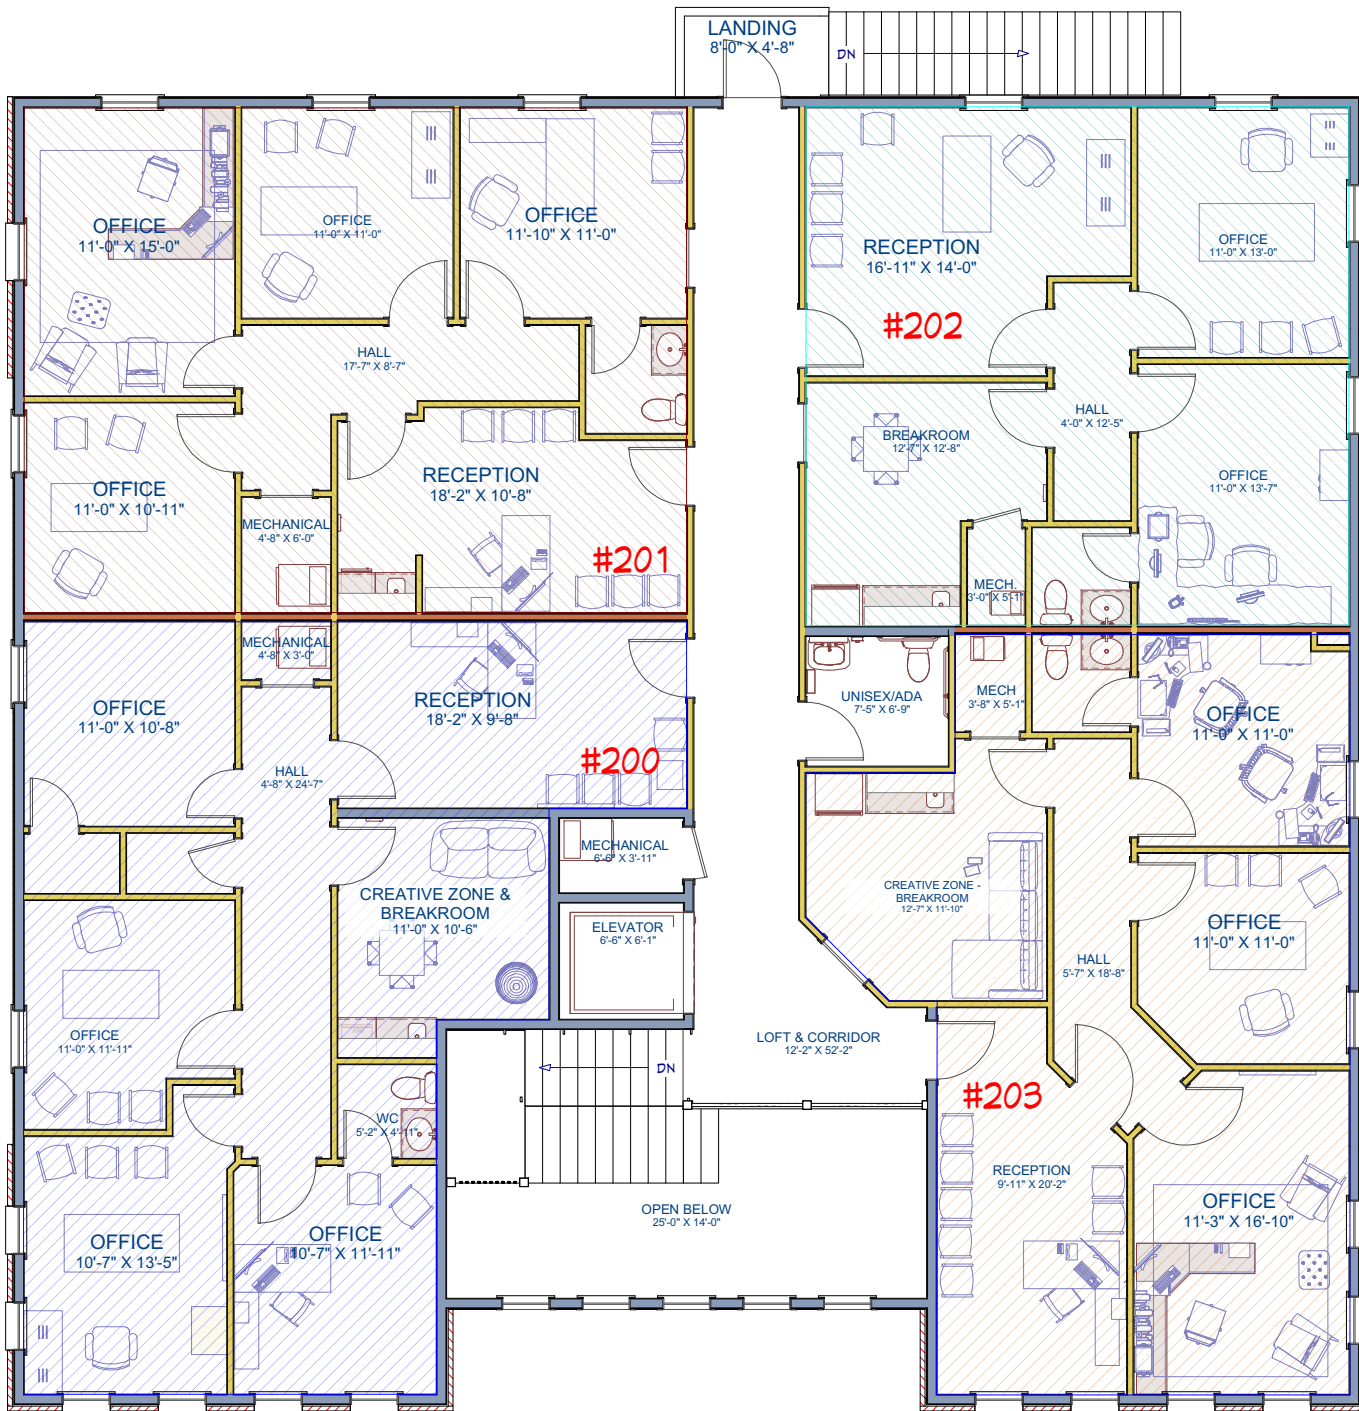 LANDING
8'-0" X 4'-8"
DN
OFFICE
11'-0" X 15'-0"
OFFICE
11'-0" X 11'-0"
OFFICE
11'-10" X 11'-0"
RECEPTION
16'-11" X 14'-0"
OFFICE
11'-0" X 13'-0"
#202
HALL
17'-7" X 8'-7"
HALL
4'-0" X 12'-5"
BREAKROOM
12'-7" X 12'-8"
OFFICE
11'-0" X 10'-11"
RECEPTION
18'-2" X 10'-8"
OFFICE
11'-0" X 13'-7"
MECHANICAL
4'-8" X 6'-0"
#201
MECH.
3'-0" X 5'-1"
MECHANICAL
4'-8" X 3'-0"
OFFICE
11'-0" X 10'-8"
RECEPTION
18'-2" X 9'-8"
UNISEX/ADA
7'-5" X 6'-9"
MECH
3'-8" X 5'-1"
OFFICE
11'-0" X 11'-0"
#200
HALL
4'-8" X 24'-7"
MECHANICAL
6'-6" X 3'-11"
CREATIVE ZONE &
BREAKROOM
11'-0" X 10'-6"
CREATIVE ZONE -
BREAKROOM
12'-7" X 11'-10"
ELEVATOR
6'-6" X 6'-1"
OFFICE
11'-0" X 11'-0"
HALL
5'-7" X 18'-8"
OFFICE
11'-0" X 11'-11"
LOFT & CORRIDOR
12'-2" X 52'-2"
DN
#203
WC
5'-2" X 4'-11"
RECEPTION
9'-11" X 20'-2"
OPEN BELOW
25'-0" X 14'-0"
OFFICE
11'-3" X 16'-10"
OFFICE
10'-7" X 13'-5"
OFFICE
10'-7" X 11'-11"